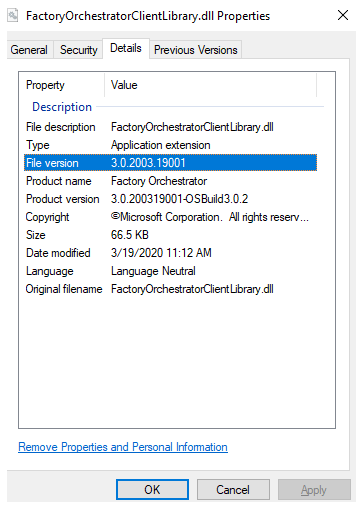 FactoryOrchestratorClientLibrary.dll Properties
General Security Details Previous Versions
Property Value
Description
File description FactoryOrchestratorClientLibrary.dll
Type Application extension
File version 3.0.2003.19001
Product name Factory Orchestrator
Product version 3.0.200319001-OSBuild3.0.2
Copyright ©Microsoft Corporation.  All rights reserv...
Size 66.5 KB
Date modified 3/19/2020 11:12 AM
Language Language Neutral
Original filename FactoryOrchestratorClientLibrary.dll
Remove Properties and Personal Information
OK Cancel Apply